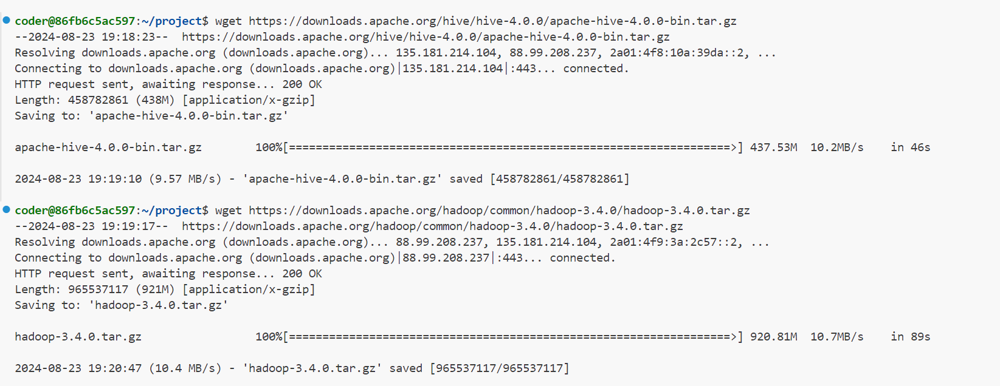 coder@86fb6c5ac597:~/project$ wget https://downloads.apache.org/hive/hive-4.0.0/apache-hive-4.0.0-bin.tar.gz
--2024-08-23 19:18:23--  https://downloads.apache.org/hive/hive-4.0.0/apache-hive-4.0.0-bin.tar.gz
Resolving downloads.apache.org (downloads.apache.org)... 135.181.214.104, 88.99.208.237, 2a01:4f8:10a:39da::2, ...
Connecting to downloads.apache.org (downloads.apache.org)|135.181.214.104|:443... connected.
HTTP request sent, awaiting response... 200 OK
Length: 458782861 (438M) [application/x-gzip]
Saving to: 'apache-hive-4.0.0-bin.tar.gz'
apache-hive-4.0.0-bin.tar.gz        100%[==================================================================>] 437.53M  10.2MB/s    in 46s
2024-08-23 19:19:10 (9.57 MB/s) - 'apache-hive-4.0.0-bin.tar.gz' saved [458782861/458782861]
coder@86fb6c5ac597:~/project$ wget https://downloads.apache.org/hadoop/common/hadoop-3.4.0/hadoop-3.4.0.tar.gz
--2024-08-23 19:19:17--  https://downloads.apache.org/hadoop/common/hadoop-3.4.0/hadoop-3.4.0.tar.gz
Resolving downloads.apache.org (downloads.apache.org)... 88.99.208.237, 135.181.214.104, 2a01:4f9:3a:2c57::2, ...
Connecting to downloads.apache.org (downloads.apache.org)|88.99.208.237|:443... connected.
HTTP request sent, awaiting response... 200 OK
Length: 965537117 (921M) [application/x-gzip]
Saving to: 'hadoop-3.4.0.tar.gz'
hadoop-3.4.0.tar.gz                 100%[==================================================================>] 920.81M  10.7MB/s    in 89s
2024-08-23 19:20:47 (10.4 MB/s) - 'hadoop-3.4.0.tar.gz' saved [965537117/965537117]